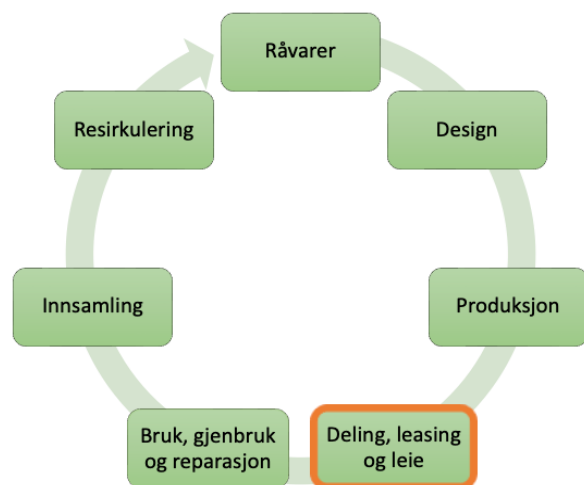 Råvarer
Design
Produksjon
Deling, leasing
og leie
Bruk, gjenbruk
og reparasjon
Innsamling
Resirkulering